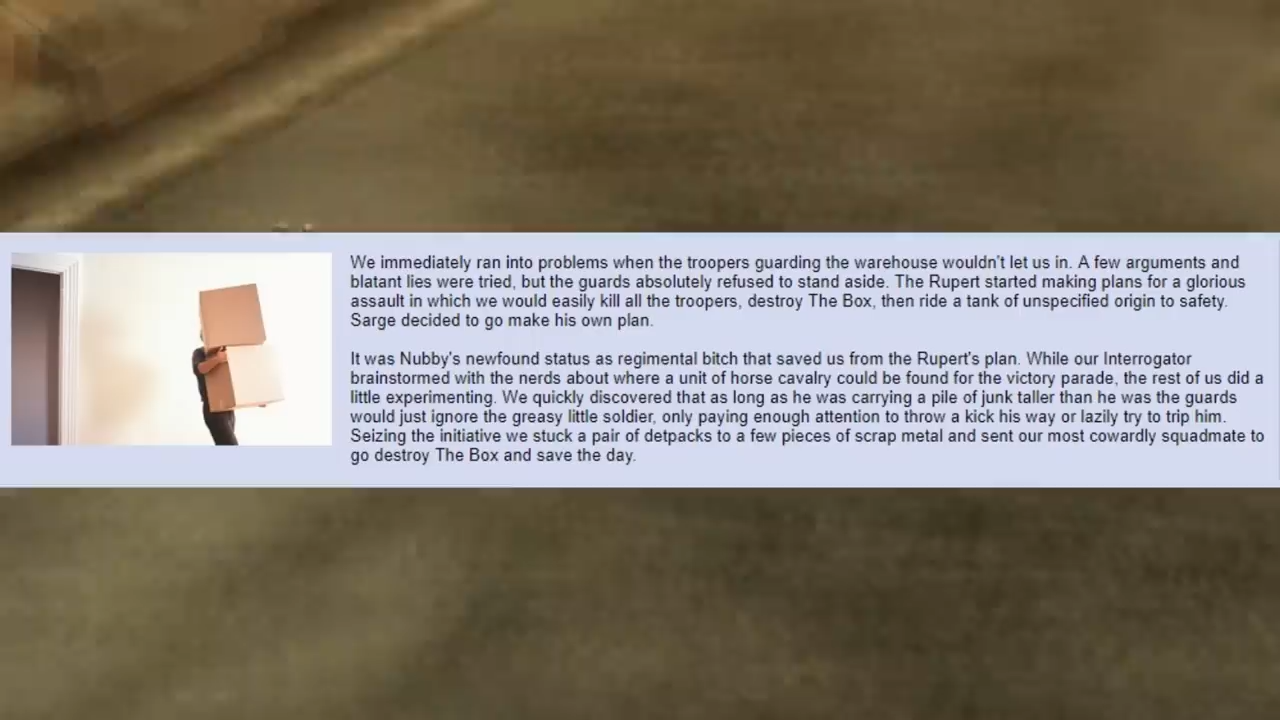 We immediately ran into problems when the troopers guarding the warehouse wouldn't let us in. A few arguments and
blatant lies were tried, but the guards absolutely refused to stand aside. The Rupert started making plans for a glorious
assault in which we would easily kill all the troopers, destroy The Box, then ride a tank of unspecified origin to safety.
Sarge decided to go make his own plan.
It was Nubby's newfound status as regimental bitch that saved us from the Rupert's plan. While our Interrogator
brainstormed with the nerds about where a unit of horse cavalry could be found for the victory parade, the rest of us did a
little experimenting. We quickly discovered that as long as he was carrying a pile of junk taller than he was the guards
would just ignore the greasy little soldier, only paying enough attention to throw a kick his way or lazily try to trip him.
Seizing the initiative we stuck a pair of detpacks to a few pieces of scrap metal and sent our most cowardly squadmate to
go destroy The Box and save the day.